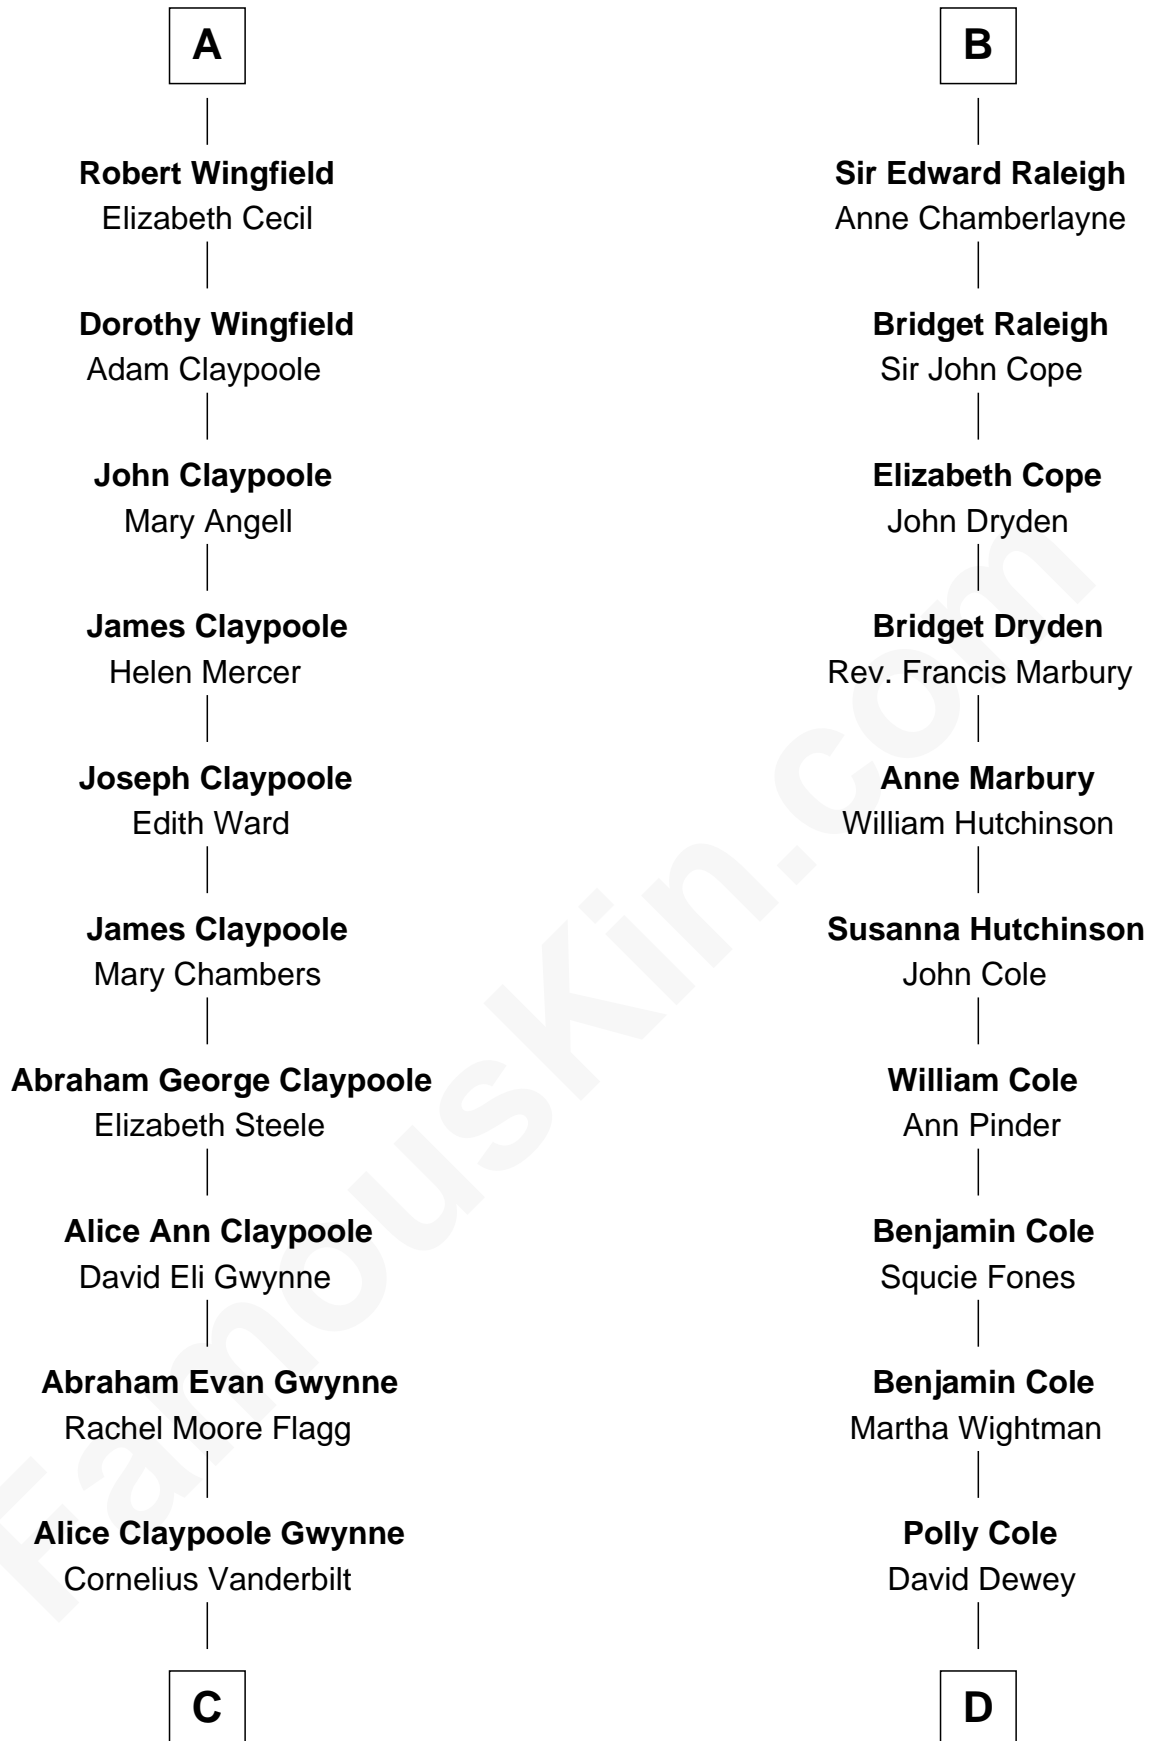 A
Robert Wingfield
Elizabeth Cecil
Dorothy Wingfield
Adam Claypoole
John Claypoole
Mary Angell
James Claypoole
Helen Mercer
Joseph Claypoole
Edith Ward
James Claypoole
Mary Chambers
Abraham George Claypoole
Elizabeth Steele
Alice Ann Claypoole
David Eli Gwynne
Abraham Evan Gwynne
Rachel Moore Flagg
Alice Claypoole Gwynne
Cornelius Vanderbilt
C
B
Sir Edward Raleigh
Anne Chamberlayne
Bridget Raleigh
Sir John Cope
Elizabeth Cope
John Dryden
Bridget Dryden
Rev. Francis Marbury
Anne Marbury
William Hutchinson
Susanna Hutchinson
John Cole
William Cole
Ann Pinder
Benjamin Cole
Squcie Fones
Benjamin Cole
Martha Wightman
Polly Cole
David Dewey
D
FamousKin.com